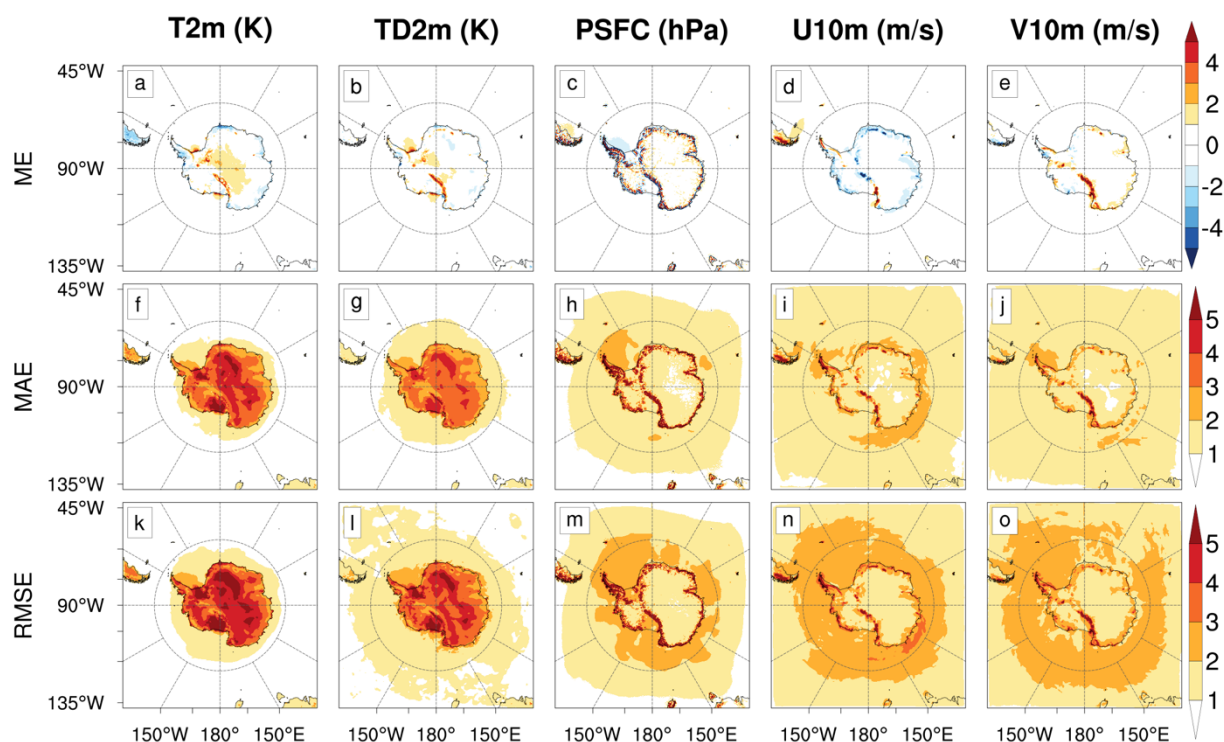 T2m (K) TD2m (K) PSFC (hPa) U10m (m/s) V10m (m/s)
45°W a b c d e 4
2
ME 90°W 0
-2
-4
135°W
45°W f g h i j 5
4
MAE 90°W 3
2
135°W 1
45°W k l m n o 5
4
RMSE 90°W 3
2
135°W 1
150°W 180° 150°E 150°W 180° 150°E 150°W 180° 150°E 150°W 180° 150°E 150°W 180° 150°E